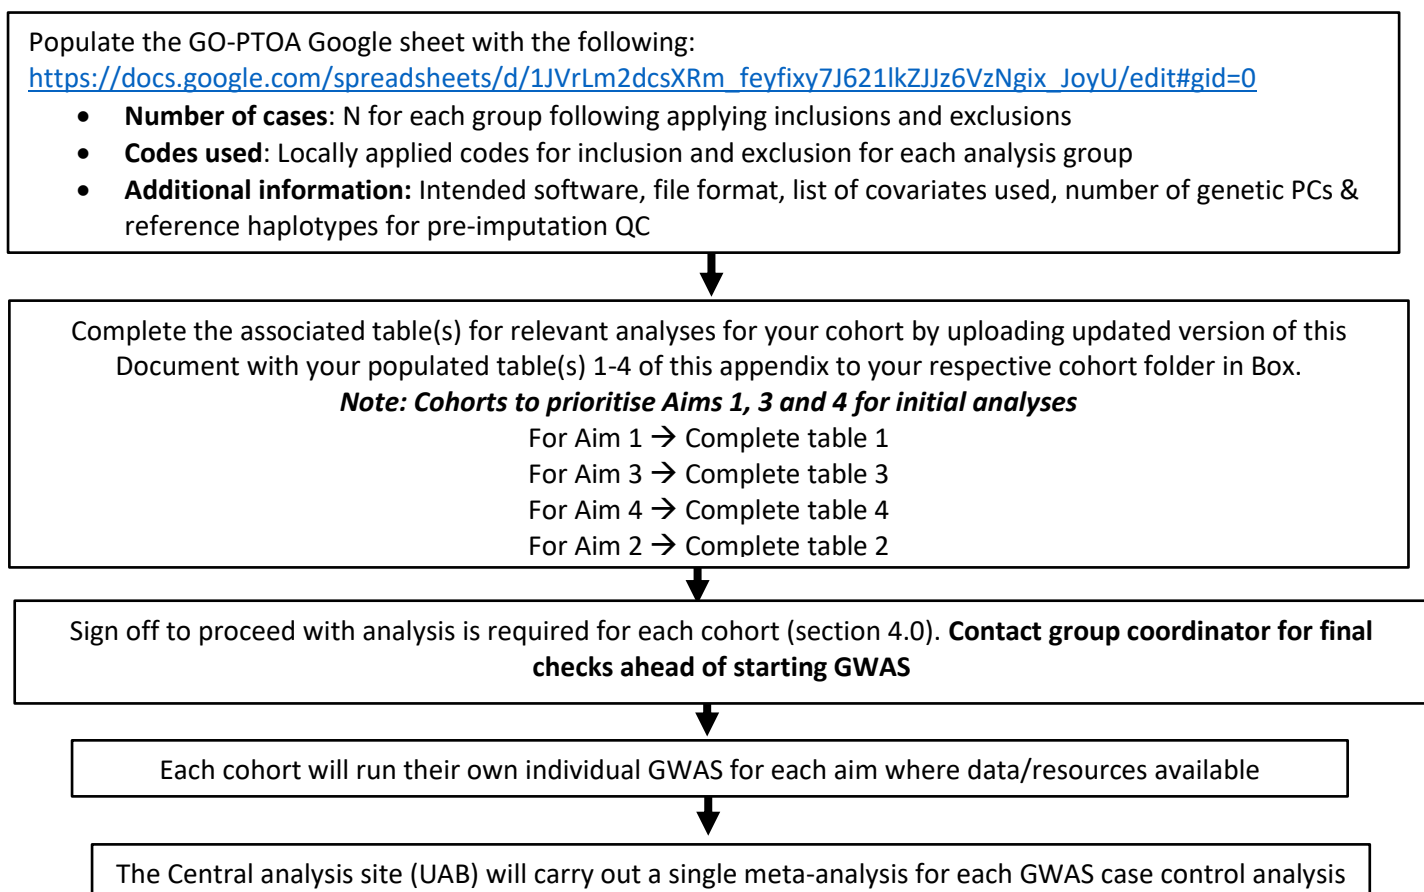 Populate the GO-PTOA Google sheet with the following:
https://docs.google.com/spreadsheets/d/1JVrLm2dcsXRm_feyfixy7J621lkZJJz6VzNgix_JoyU/edit#gid=0
• Number of cases: N for each group following applying inclusions and exclusions
• Codes used: Locally applied codes for inclusion and exclusion for each analysis group
• Additional information: Intended software, file format, list of covariates used, number of genetic PCs &
reference haplotypes for pre-imputation QC
Complete the associated table(s) for relevant analyses for your cohort by uploading updated version of this
Document with your populated table(s) 1-4 of this appendix to your respective cohort folder in Box.
Note: Cohorts to prioritise Aims 1, 3 and 4 for initial analyses
For Aim 1 → Complete table 1
For Aim 3 → Complete table 3
For Aim 4 → Complete table 4
For Aim 2 → Complete table 2
Sign off to proceed with analysis is required for each cohort (section 4.0). Contact group coordinator for final
checks ahead of starting GWAS
Each cohort will run their own individual GWAS for each aim where data/resources available
The Central analysis site (UAB) will carry out a single meta-analysis for each GWAS case control analysis